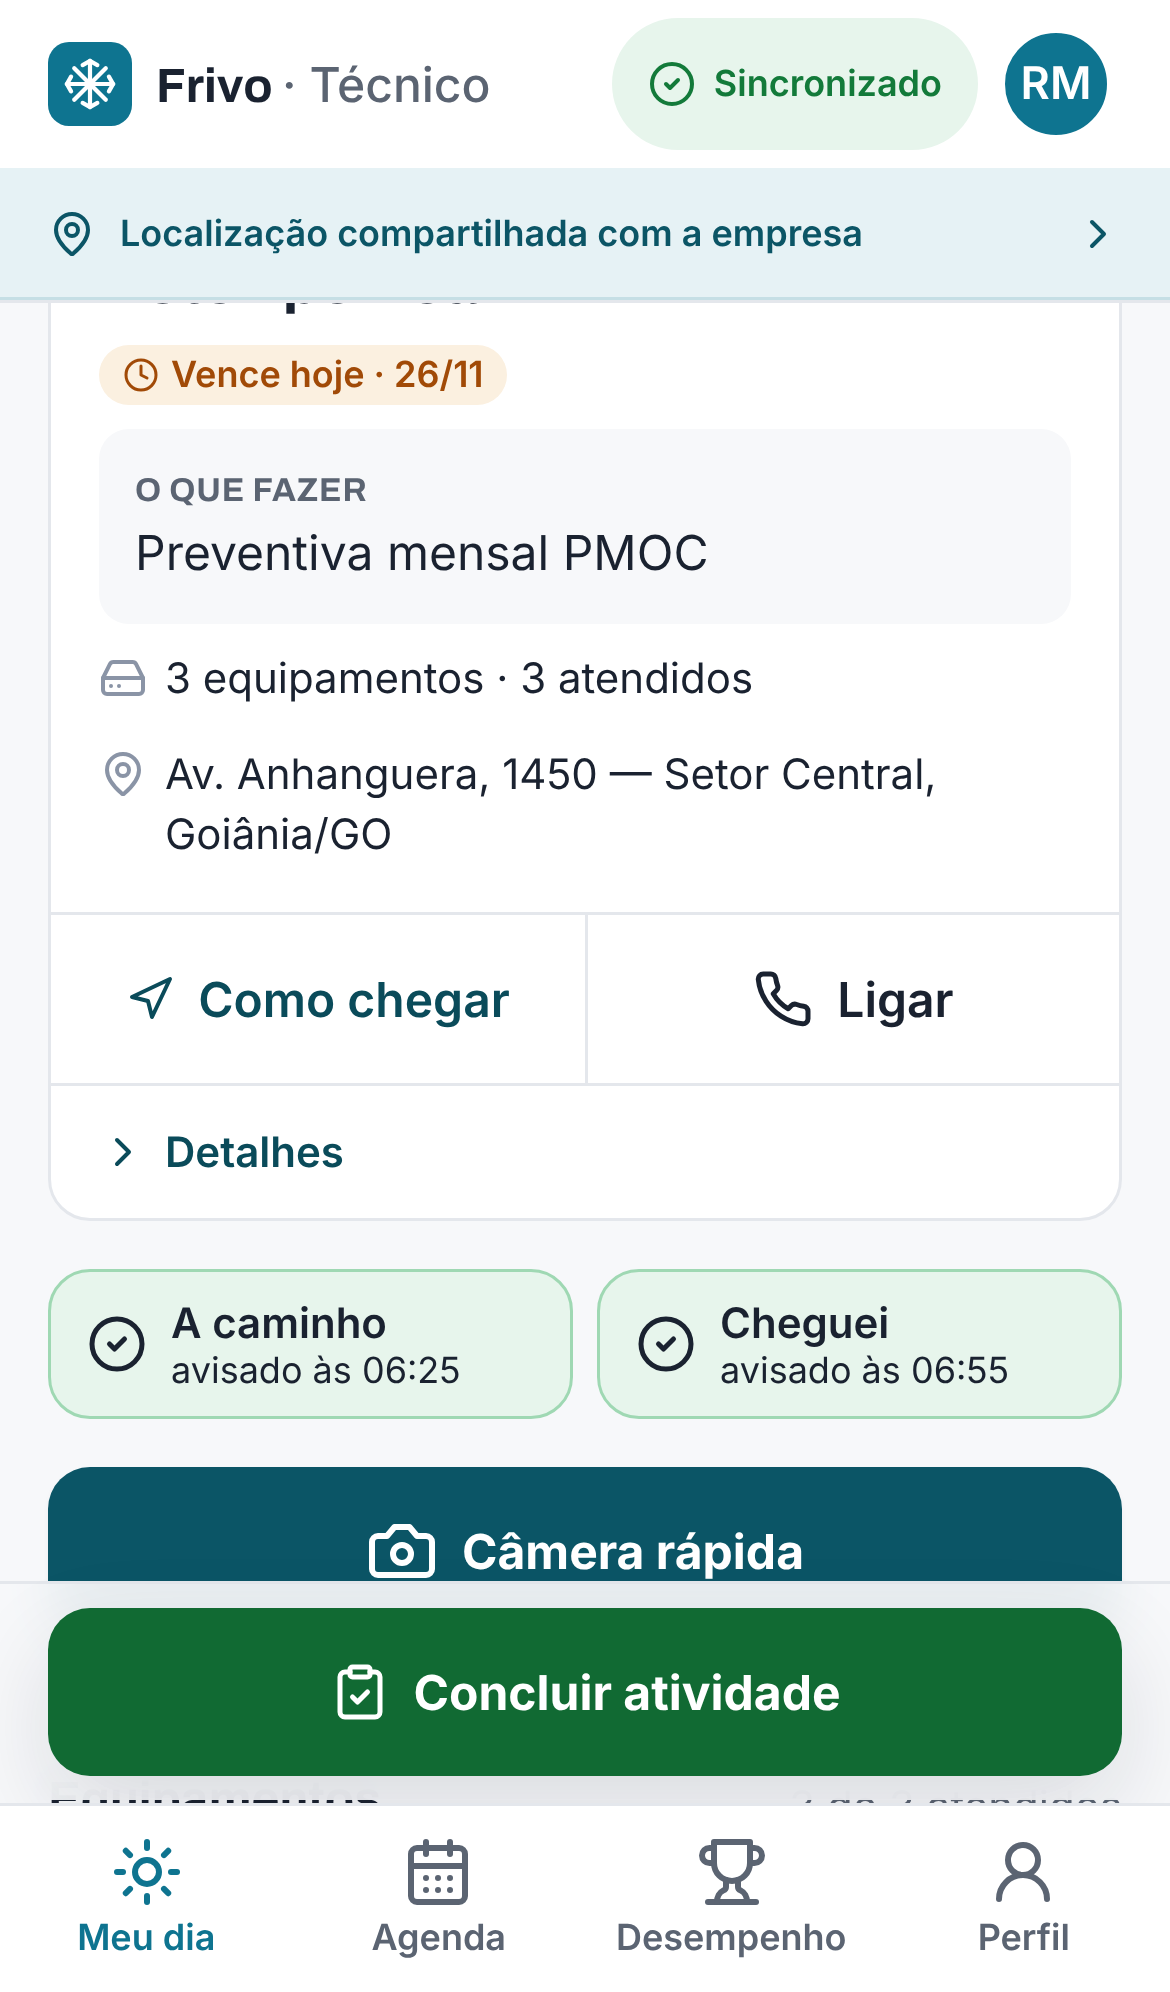 Frivo · Técnico
Sincronizado
RM
Localização compartilhada com a empresa
Vence hoje · 26/11
O QUE FAZER
Preventiva mensal PMOC
3 equipamentos · 3 atendidos
Av. Anhanguera, 1450 — Setor Central,
Goiânia/GO
Como chegar
Ligar
Detalhes
A caminho
avisado às 06:25
Cheguei
avisado às 06:55
Câmera rápida
Concluir atividade
Meu dia
Agenda
Desempenho
Perfil